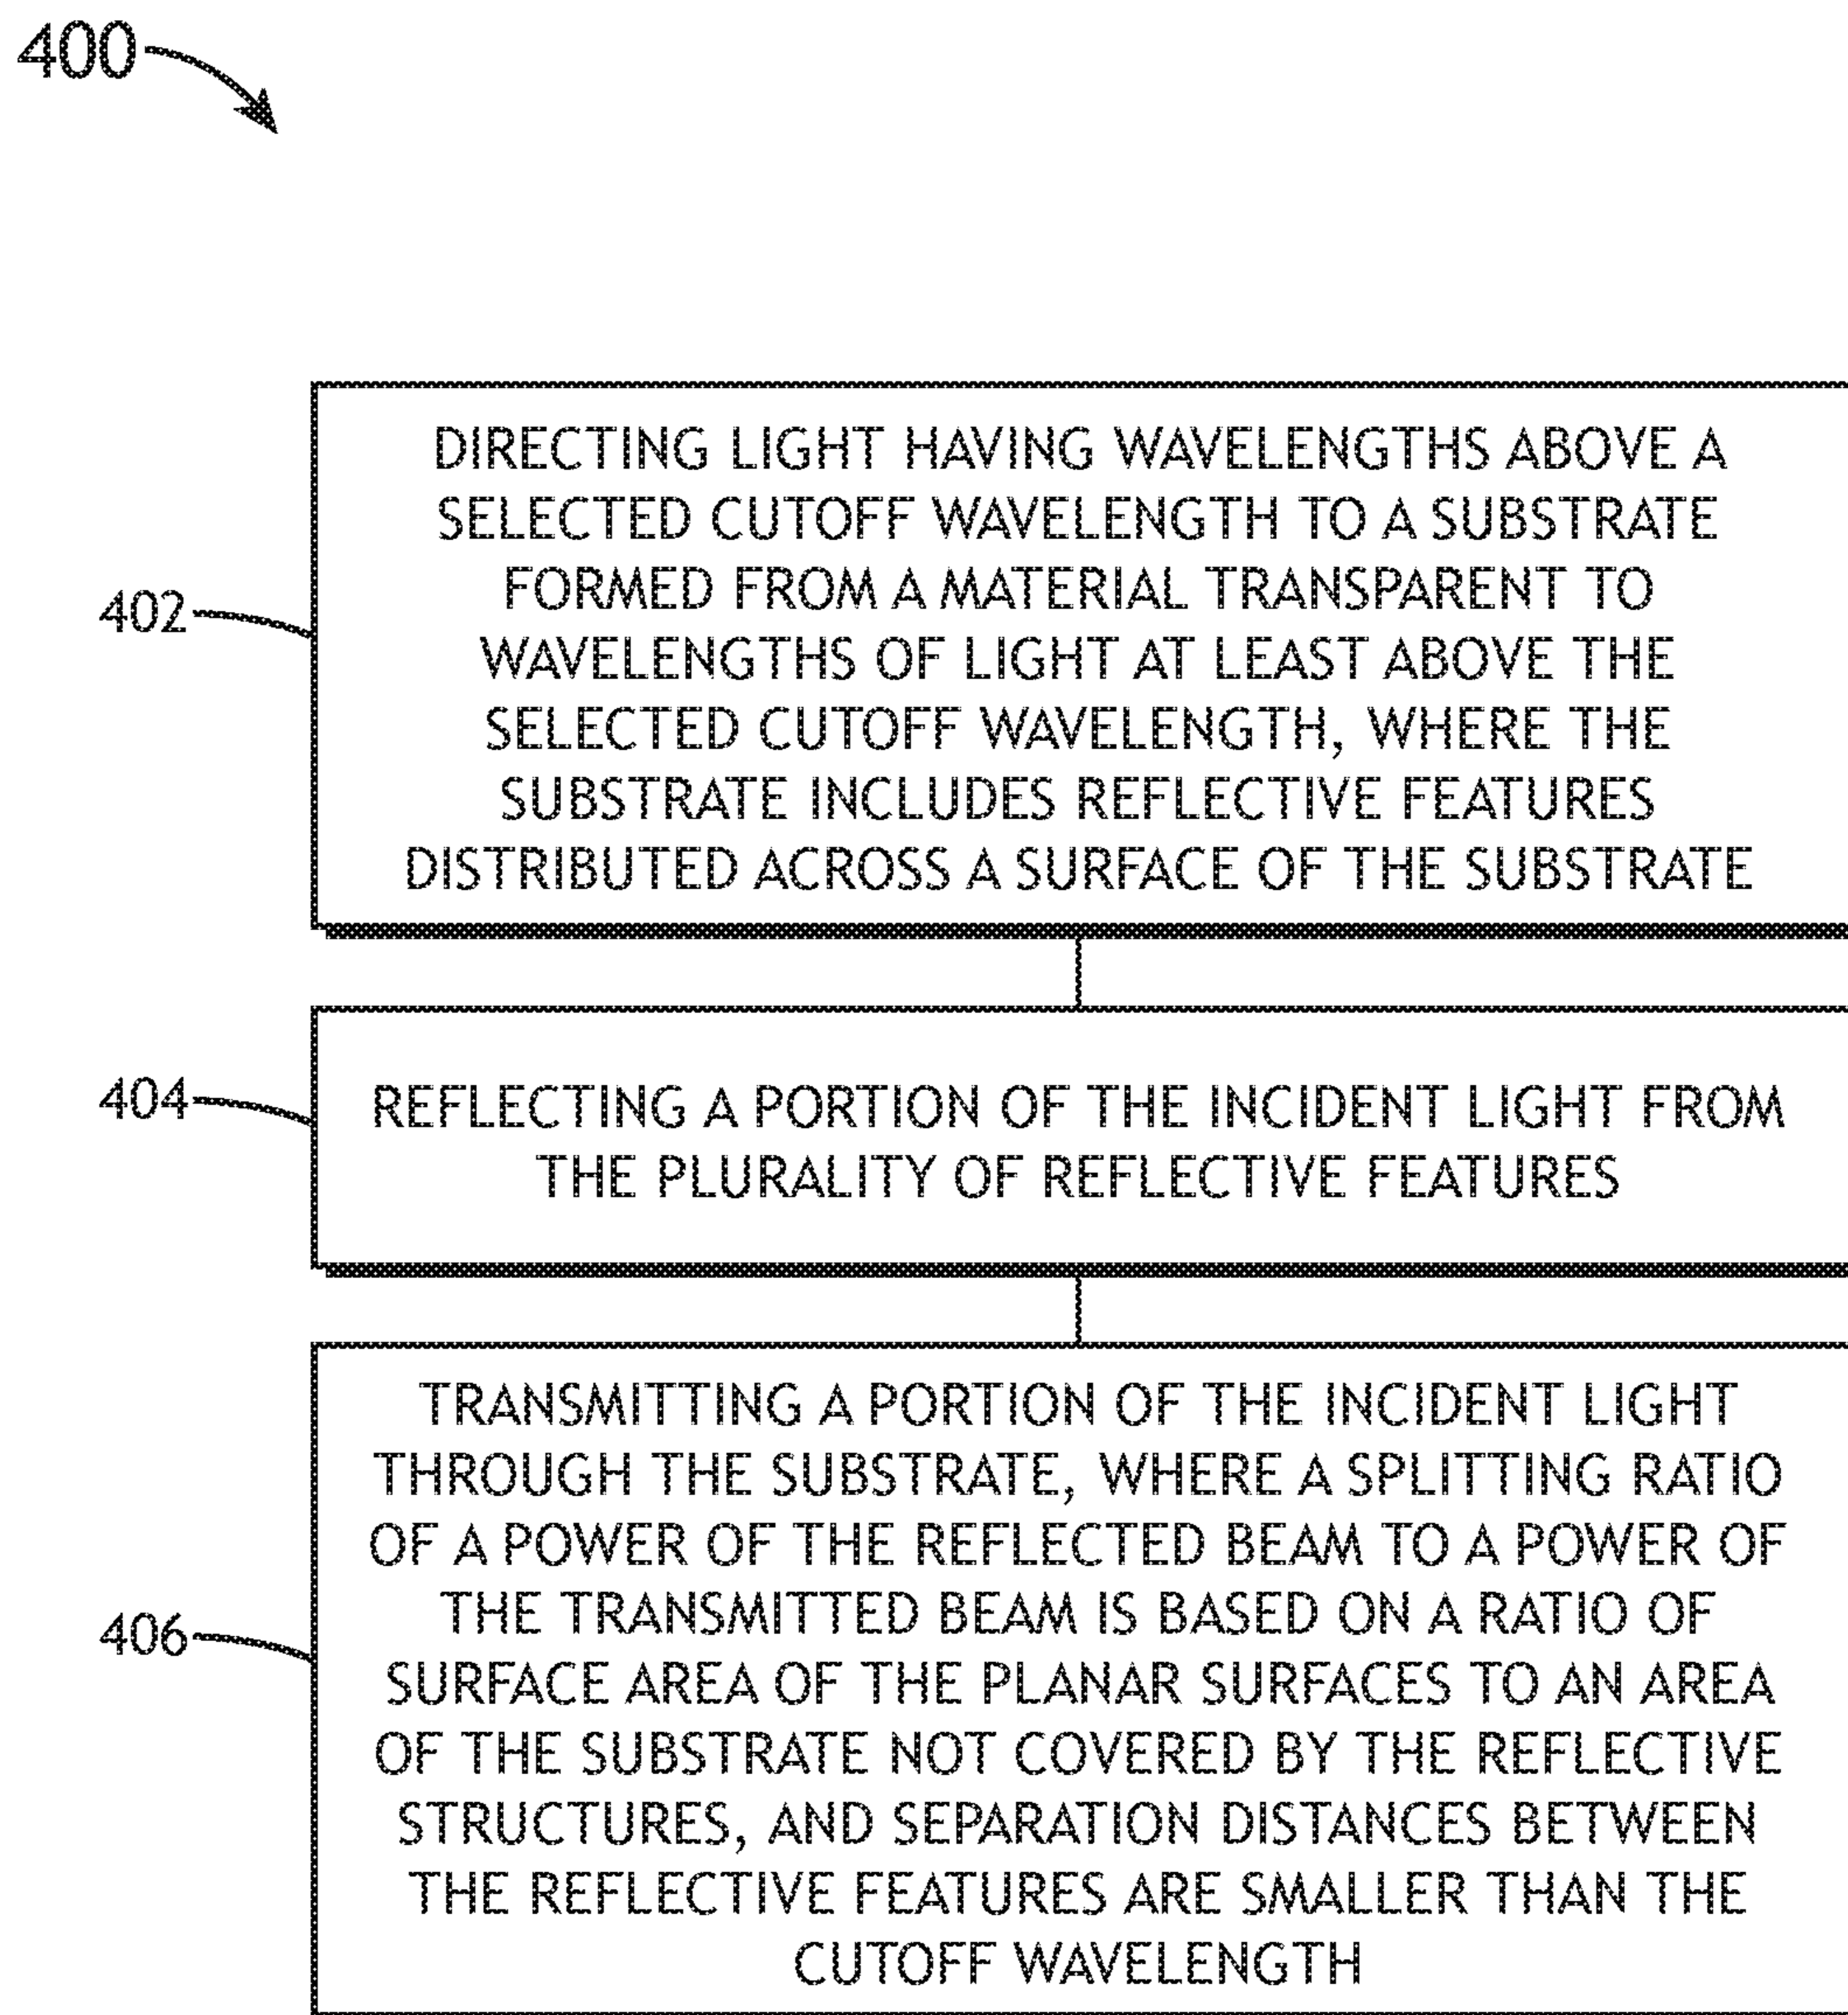 400
402
DIRECTING LIGHT HAVING WAVELENGTHS ABOVE A
SELECTED CUTOFF WAVELENGTH TO A SUBSTRATE
FORMED FROM A MATERIAL TRANSPARENT TO
WAVELENGTHS OF LIGHT AT LEAST ABOVE THE
SELECTED CUTOFF WAVELENGTH, WHERE THE
SUBSTRATE INCLUDES REFLECTIVE FEATURES
DISTRIBUTED ACROSS A SURFACE OF THE SUBSTRATE
404
REFLECTING A PORTION OF THE INCIDENT LIGHT FROM
THE PLURALITY OF REFLECTIVE FEATURES
406
TRANSMITTING A PORTION OF THE INCIDENT LIGHT
THROUGH THE SUBSTRATE, WHERE A SPLITTING RATIO
OF A POWER OF THE REFLECTED BEAM TO A POWER OF
THE TRANSMITTED BEAM IS BASED ON A RATIO OF
SURFACE AREA OF THE PLANAR SURFACES TO AN AREA
OF THE SUBSTRATE NOT COVERED BY THE REFLECTIVE
STRUCTURES, AND SEPARATION DISTANCES BETWEEN
THE REFLECTIVE FEATURES ARE SMALLER THAN THE
CUTOFF WAVELENGTH